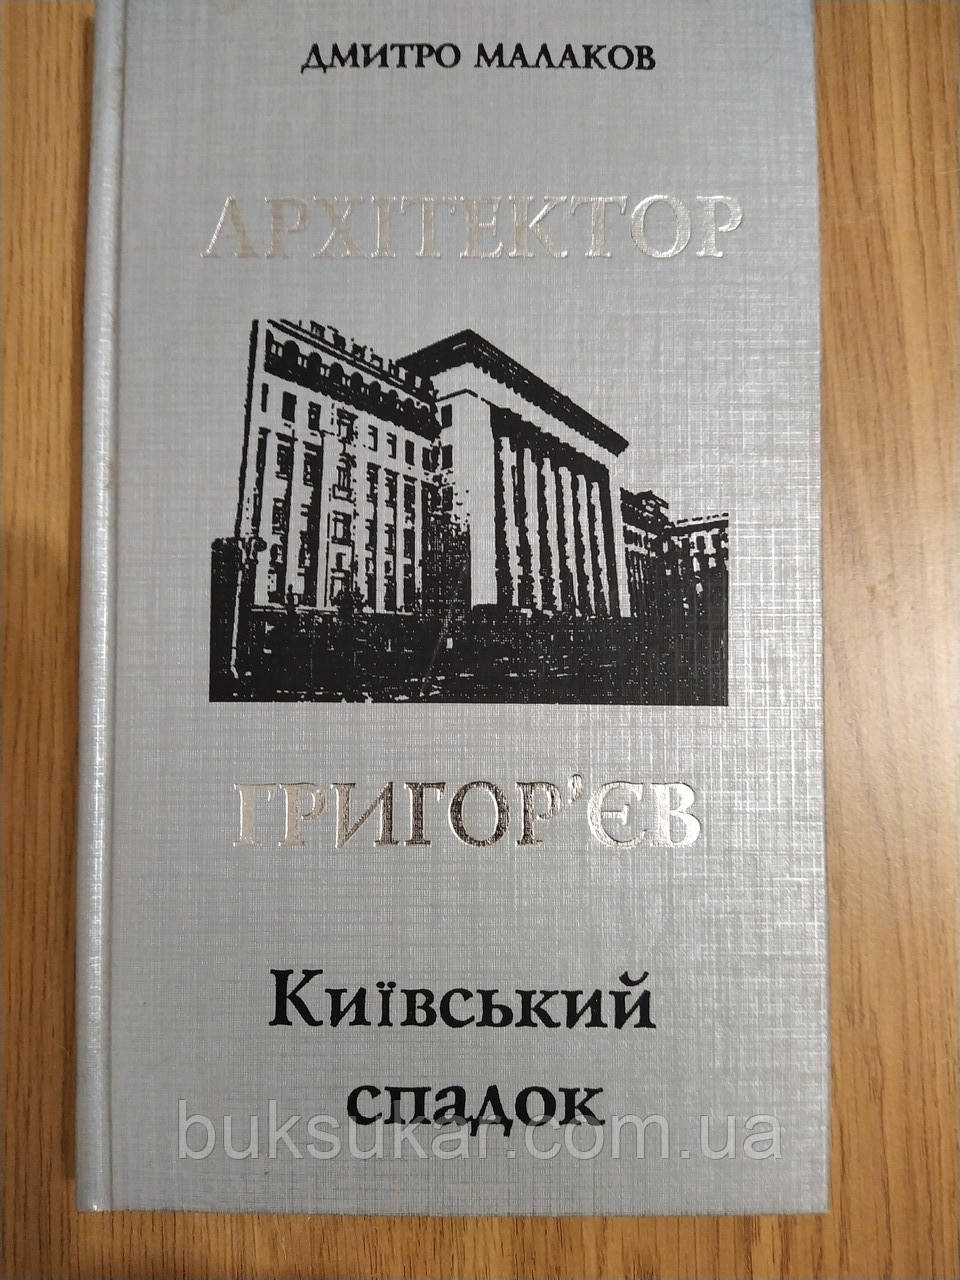 ДМИТРО МАЛАКОВ
АРХІТЕКТОР
ГРИГОР’ЄВ
Київський
спадок
buksukar.com.ua